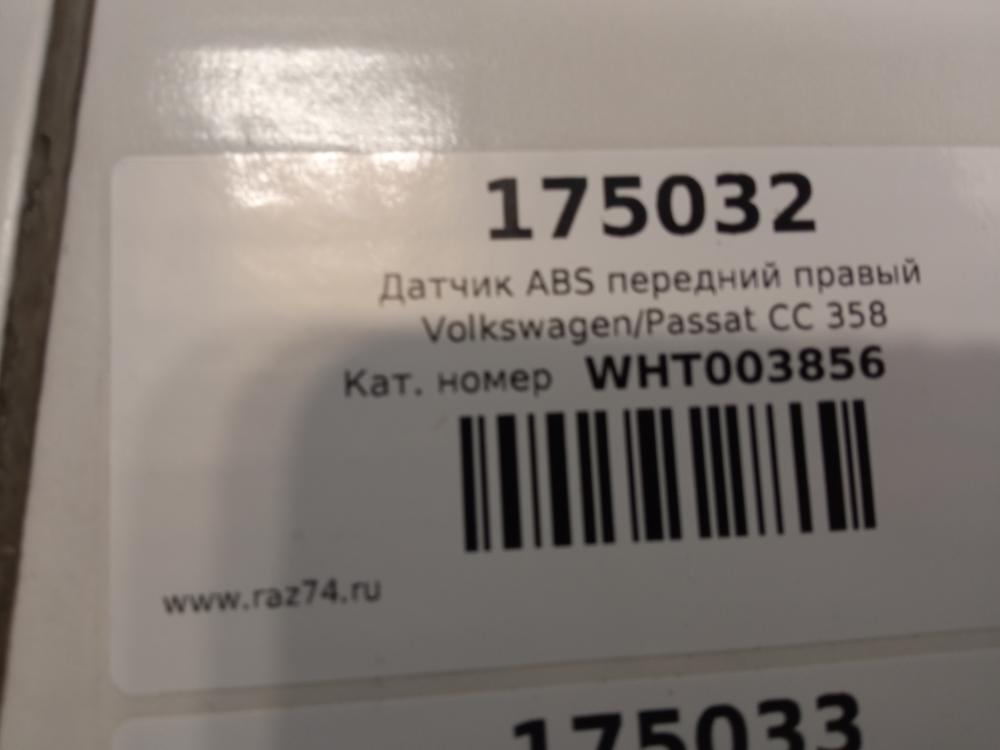 175032
Датчик ABS передний правый
Volkswagen/Passat CC 358
Кат. номер WHT003856
www.raz74.ru
175033